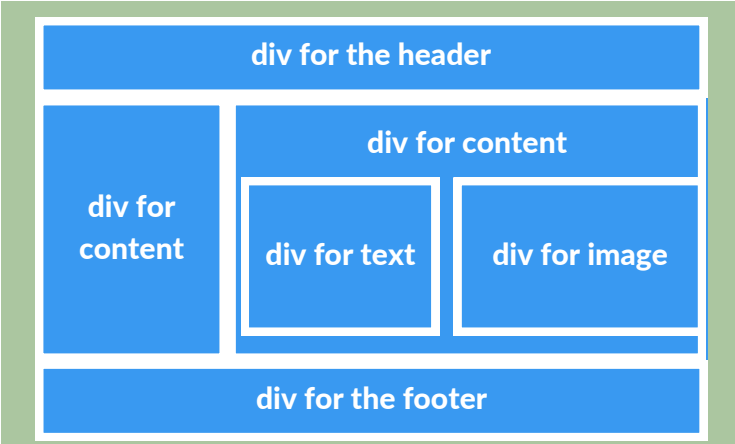 div for the header
div for
content
div for content
div for text
div for image
div for the footer